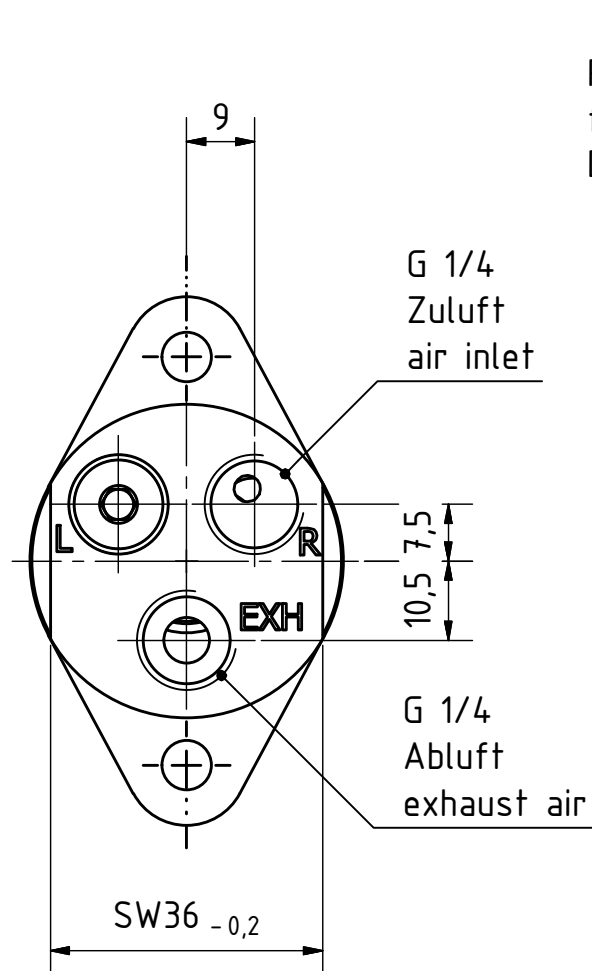 9
G 1/4
Zuluft
air inlet
L
R
7,5
10,5
EXH
G 1/4
Abluft
exhaust air
SW36 -0,2